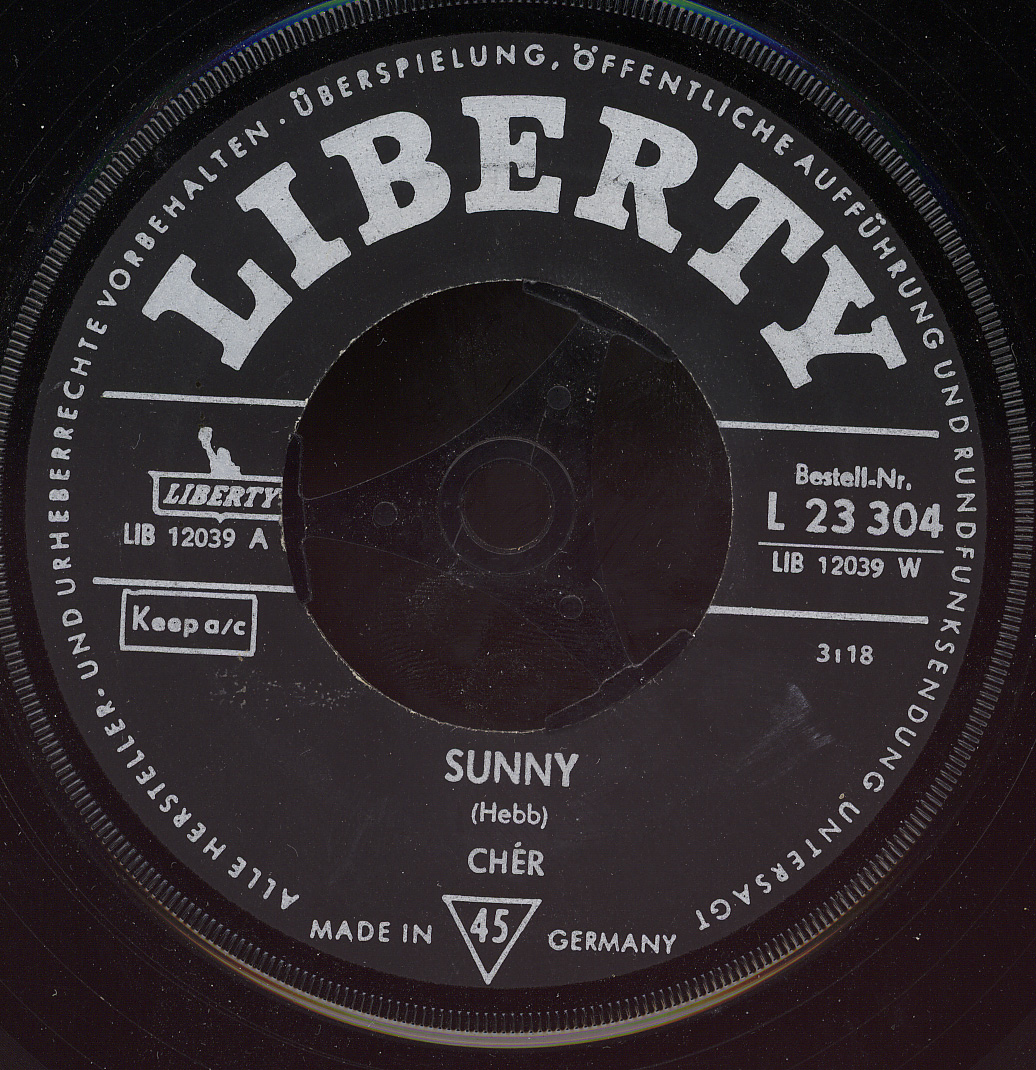 ALLE HERSTELLER- UND URHEBERRECHTE VORBEHALTEN . ÜBERSPIELUNG, ÖFFENTLICHE AUFFÜHRUNG UND RUNDFUNKSENDUNG UNTERSAGT
LIBERTY
LIBERTY
LIB 12039 A
Keep a/c
Bestell-Nr.
L 23 304
LIB 12039 W
3:18
SUNNY
(Hebb)
CHÉR
MADE IN 45 GERMANY